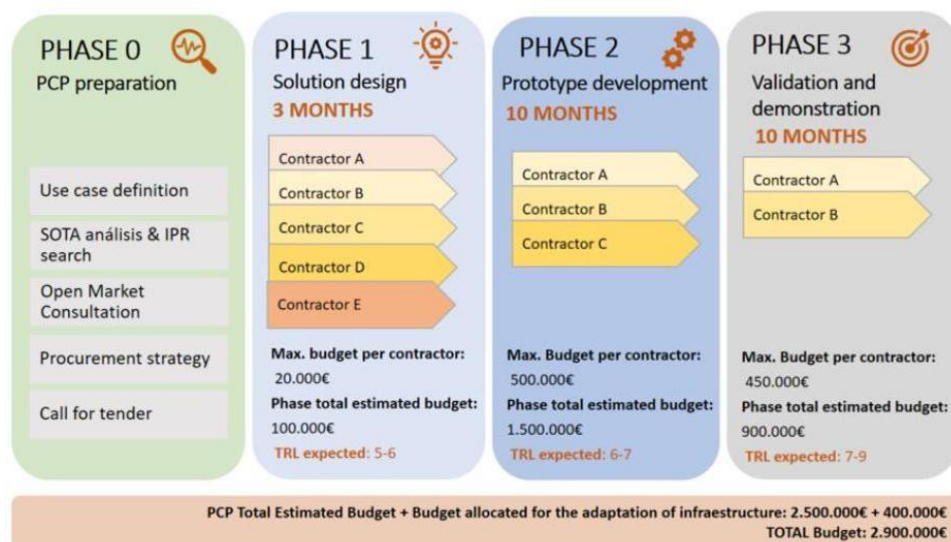 PHASE 0
PCP preparation
Use case definition
SOTA análisis & IPR
search
Open Market
Consultation
Procurement strategy
Call for tender
PHASE 1
Solution design
3 MONTHS
Contractor A
Contractor B
Contractor C
Contractor D
Contractor E
Max. budget per contractor:
20.000€
Phase total estimated budget:
100.000€
TRL expected: 5-6
PHASE 2
Prototype development
10 MONTHS
Contractor A
Contractor B
Contractor C
Max. Budget per contractor:
500.000€
Phase total estimated budget:
1.500.000€
TRL expected: 6-7
PHASE 3
Validation and
demonstration
10 MONTHS
Contractor A
Contractor B
Max. Budget per contractor:
450.000€
Phase total estimated budget:
900.000€
TRL expected: 7-9
PCP Total Estimated Budget + Budget allocated for the adaptation of infraestructure: 2.500.000€ + 400.000€
TOTAL Budget: 2.900.000€